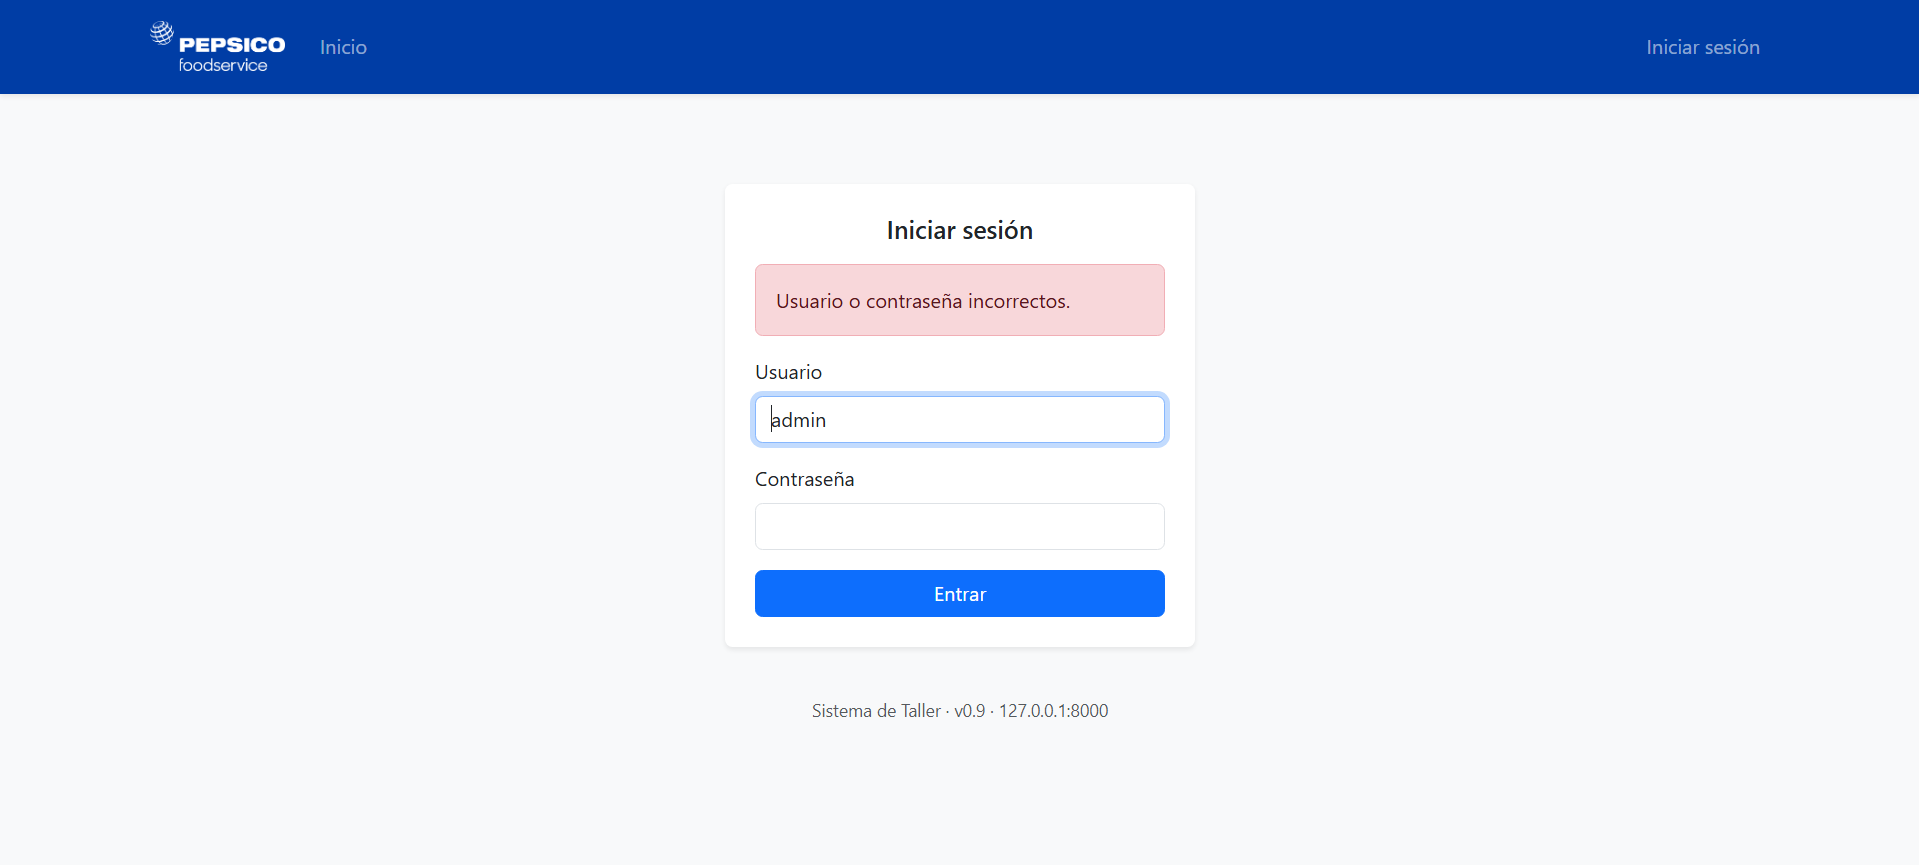 PEPSICO
foodservice
Inicio
Iniciar sesión
Iniciar sesión
Usuario o contraseña incorrectos.
Usuario
admin
Contraseña
Entrar
Sistema de Taller · v0.9 · 127.0.0.1:8000